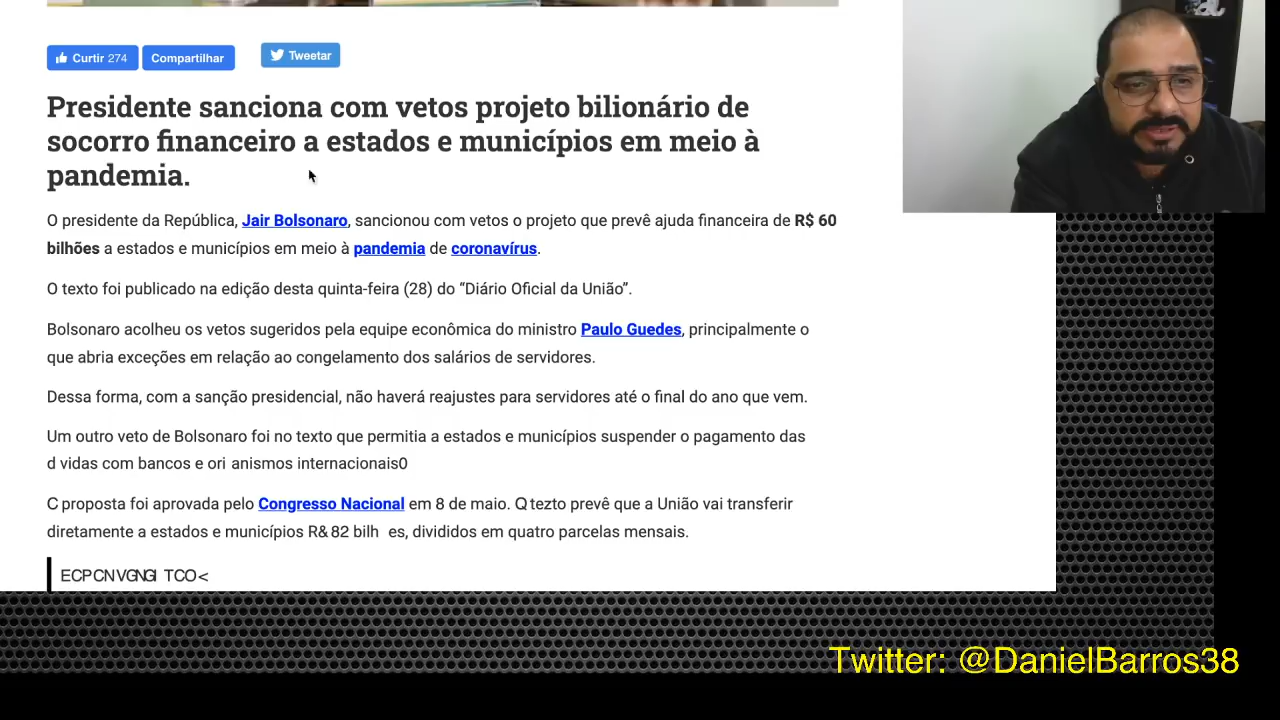 Curtir 274 Compartilhar Tweetar
Presidente sanciona com vetos projeto bilionário de
socorro financeiro a estados e municípios em meio à
pandemia.
O presidente da República, Jair Bolsonaro, sancionou com vetos o projeto que prevê ajuda financeira de R$ 60
bilhões a estados e municípios em meio à pandemia de coronavírus.
O texto foi publicado na edição desta quinta-feira (28) do “Diário Oficial da União”.
Bolsonaro acolheu os vetos sugeridos pela equipe econômica do ministro Paulo Guedes, principalmente o
que abria exceções em relação ao congelamento dos salários de servidores.
Dessa forma, com a sanção presidencial, não haverá reajustes para servidores até o final do ano que vem.
Um outro veto de Bolsonaro foi no texto que permitia a estados e municípios suspender o pagamento das
d vidas com bancos e ori anismos internacionais0
C proposta foi aprovada pelo Congresso Nacional em 8 de maio. Q tezto prevê que a União vai transferir
diretamente a estados e municípios R& 82 bilh es, divididos em quatro parcelas mensais.
ECPCNVGNGI TCO<
Twitter: @DanielBarros38